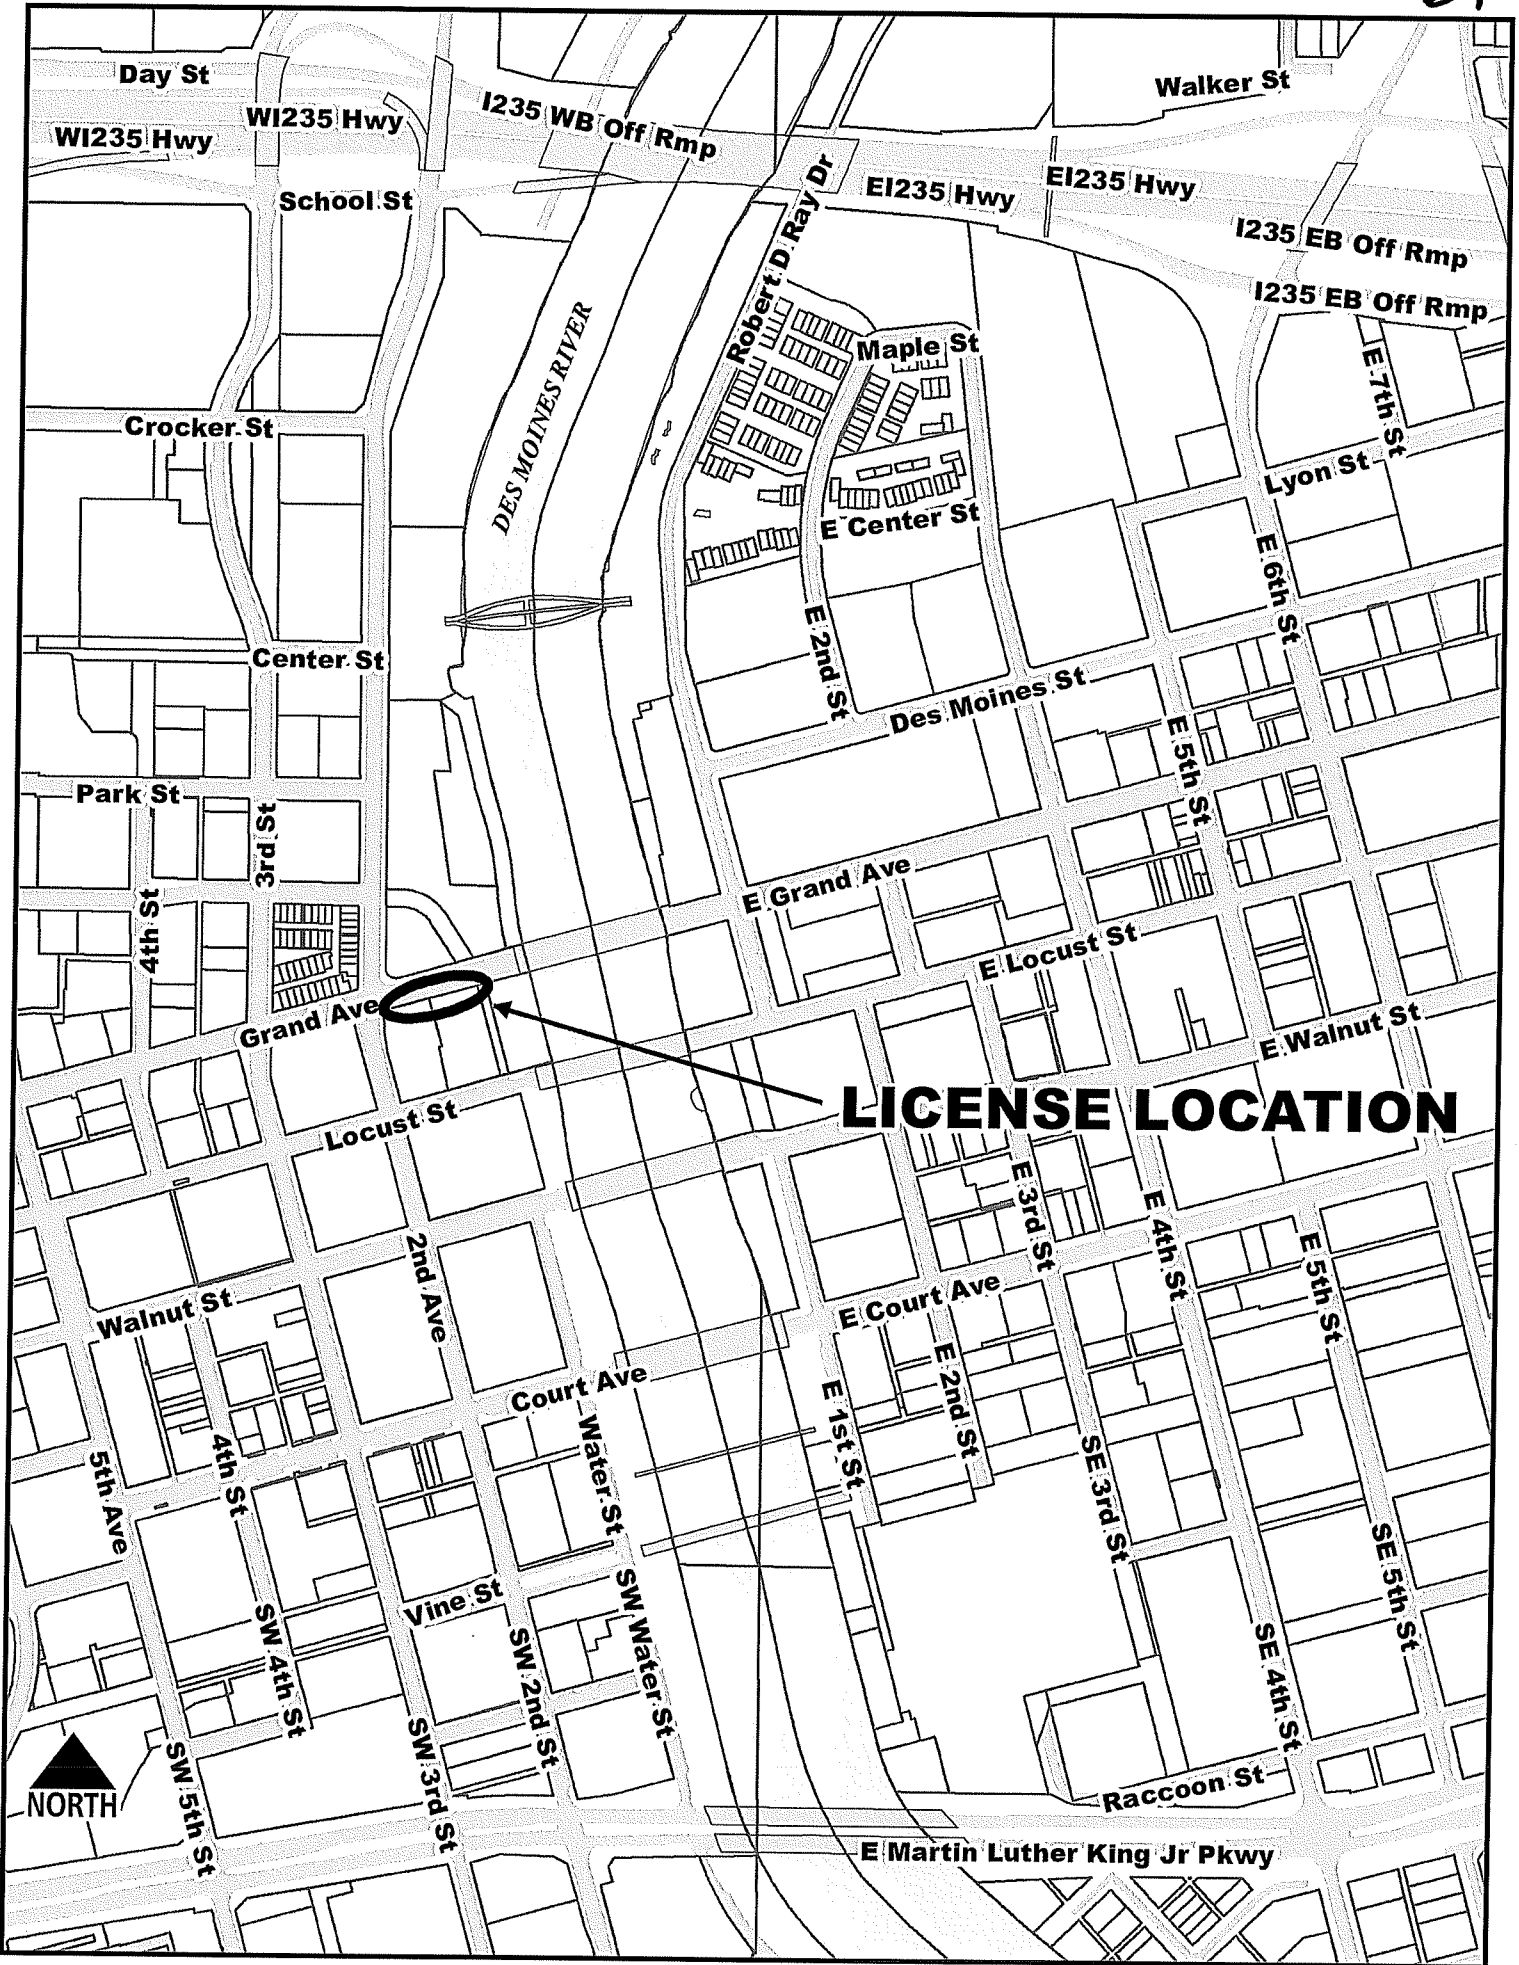 Day St
Walker St
WI235 Hwy
I235 WB Off Rmp
WI235 Hwy
School St
Robert D Ray Dr
EI235 Hwy
EI235 Hwy
I235 EB Off Rmp
I235 EB Off Rmp
DES MOINES RIVER
Maple St
E 7th St
Crocker St
Lyon St
E Center St
E 6th St
Center St
E 2nd St
Des Moines St
E 5th St
Park St
3rd St
4th St
E Grand Ave
E Locust St
Grand Ave
E Walnut St
LICENSE LOCATION
Locust St
E 3rd St
E 4th St
2nd Ave
E 5th St
Walnut St
E Court Ave
E 2nd St
Court Ave
E 1st St
Water St
4th St
5th Ave
SE 3rd St
SE 5th St
Vine St
SW Water St
SW 4th St
SW 2nd St
SE 4th St
NORTH
SW 5th St
SW 3rd St
Raccoon St
E Martin Luther King Jr Pkwy